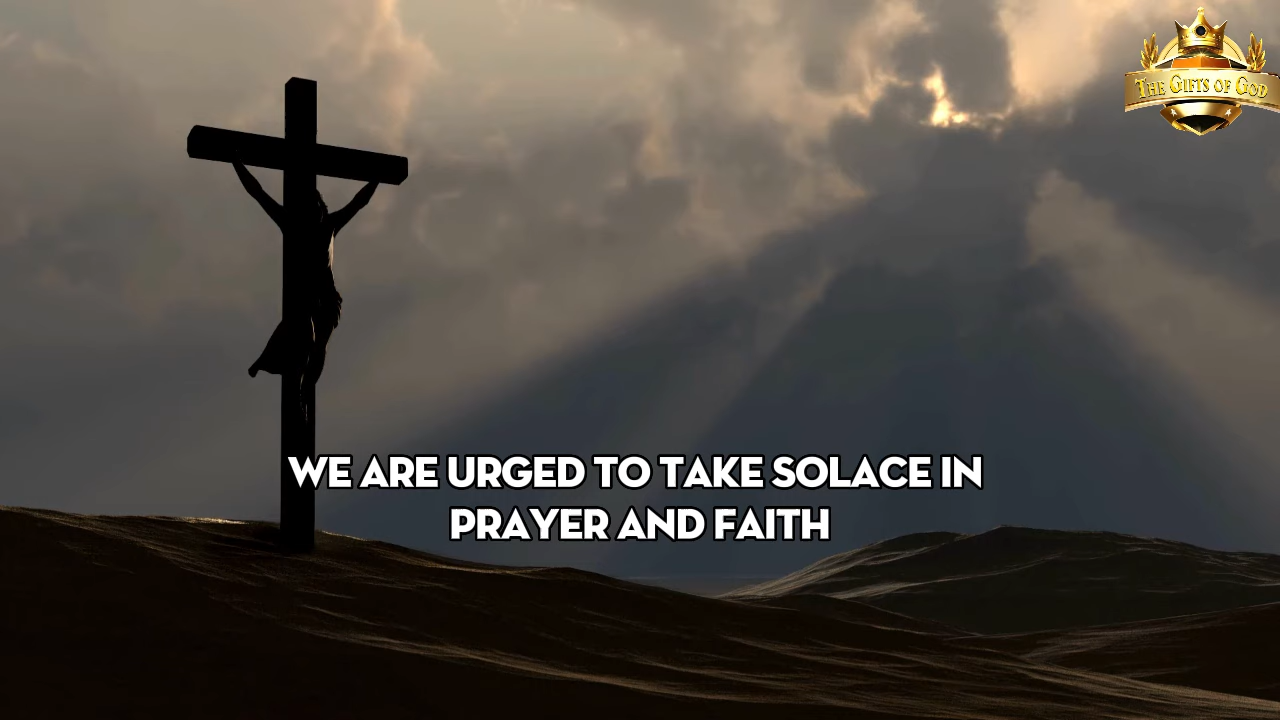 The Gifts of God
WE ARE URGED TO TAKE SOLACE IN
PRAYER AND FAITH